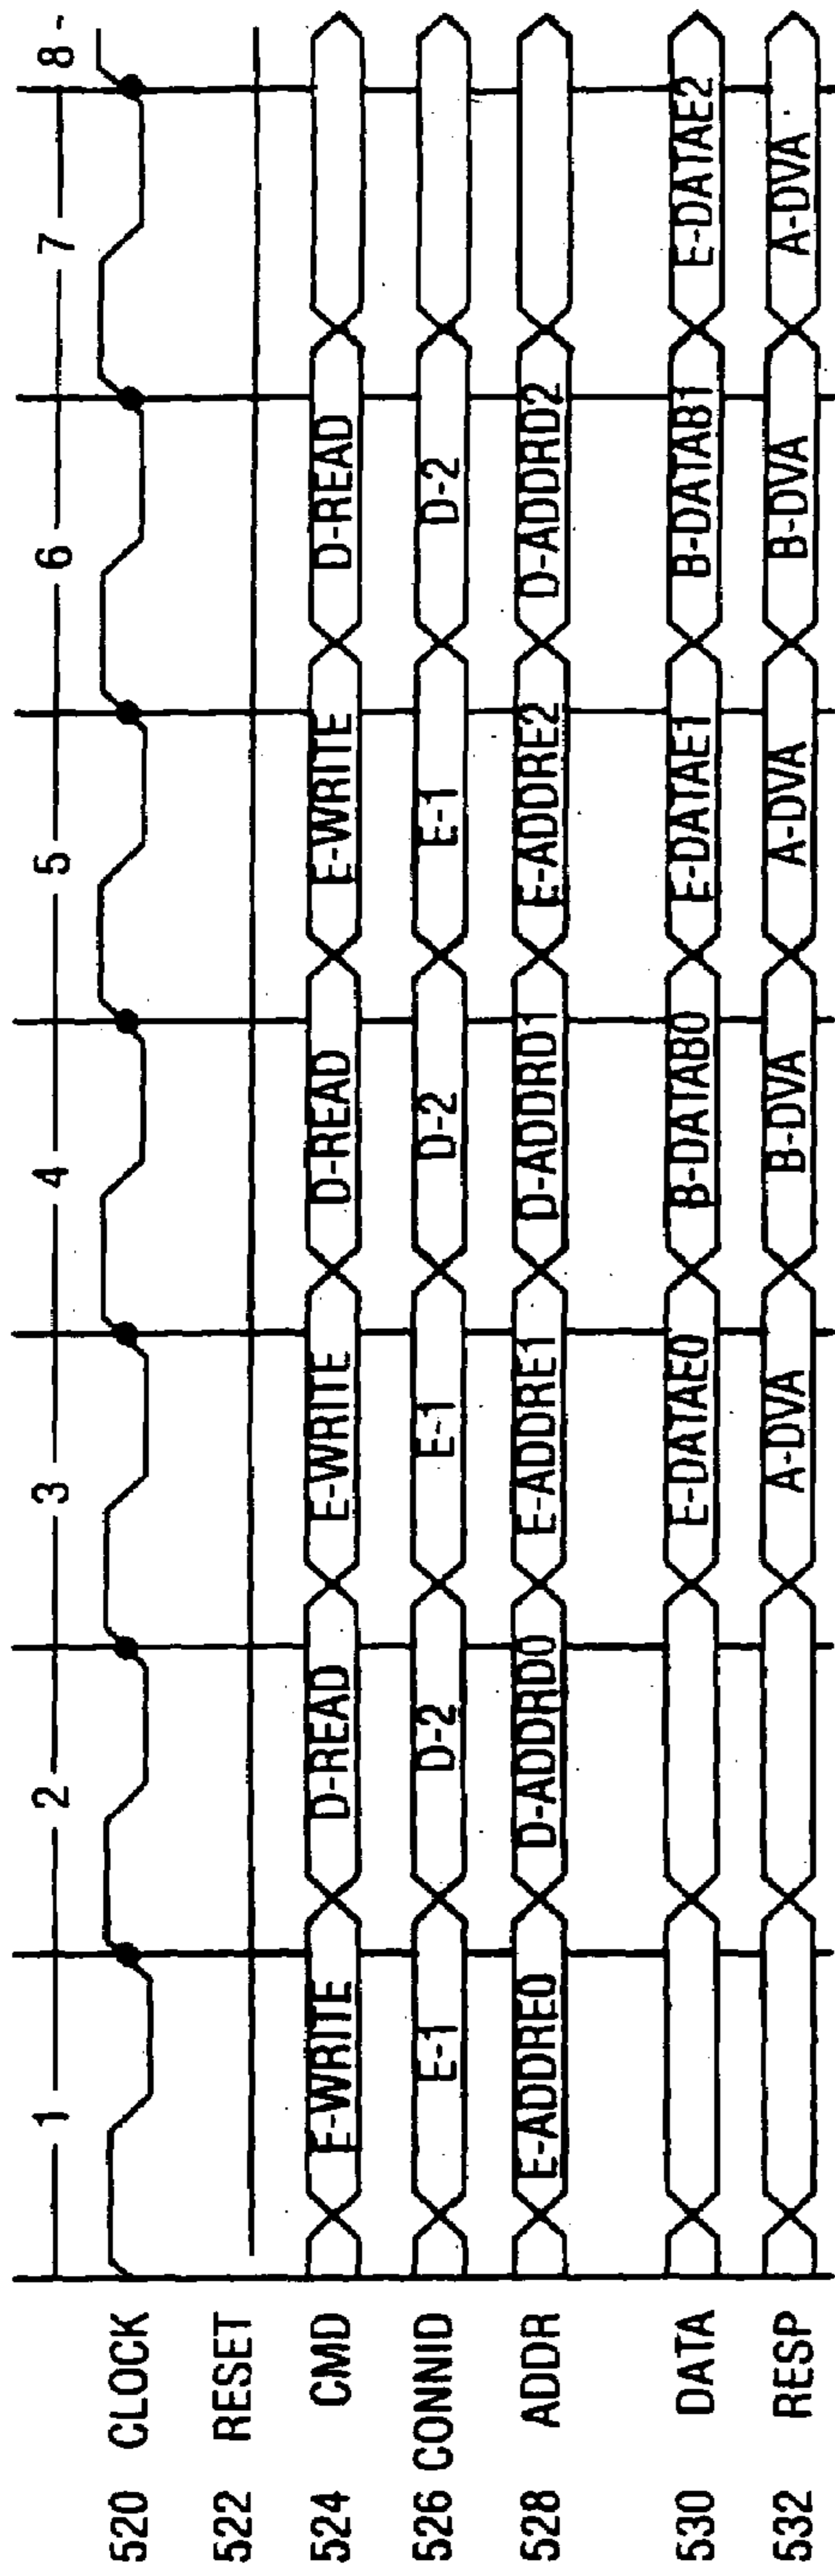 1 2 3 4 5 6 7 8
520 CLOCK
522 RESET
524 CMD E-WRITE D-READ E-WRITE D-READ E-WRITE D-READ
526 CONNID E-1 D-2 E-1 D-2 E-1 D-2
528 ADDR E-ADDRE0 D-ADDRD0 E-ADDRE1 D-ADDRD1 E-ADDRE2 D-ADDRD2
530 DATA E-DATAE0 B-DATAB0 E-DATAE1 B-DATAB1 E-DATAE2
532 RESP A-DVA B-DVA A-DVA B-DVA A-DVA